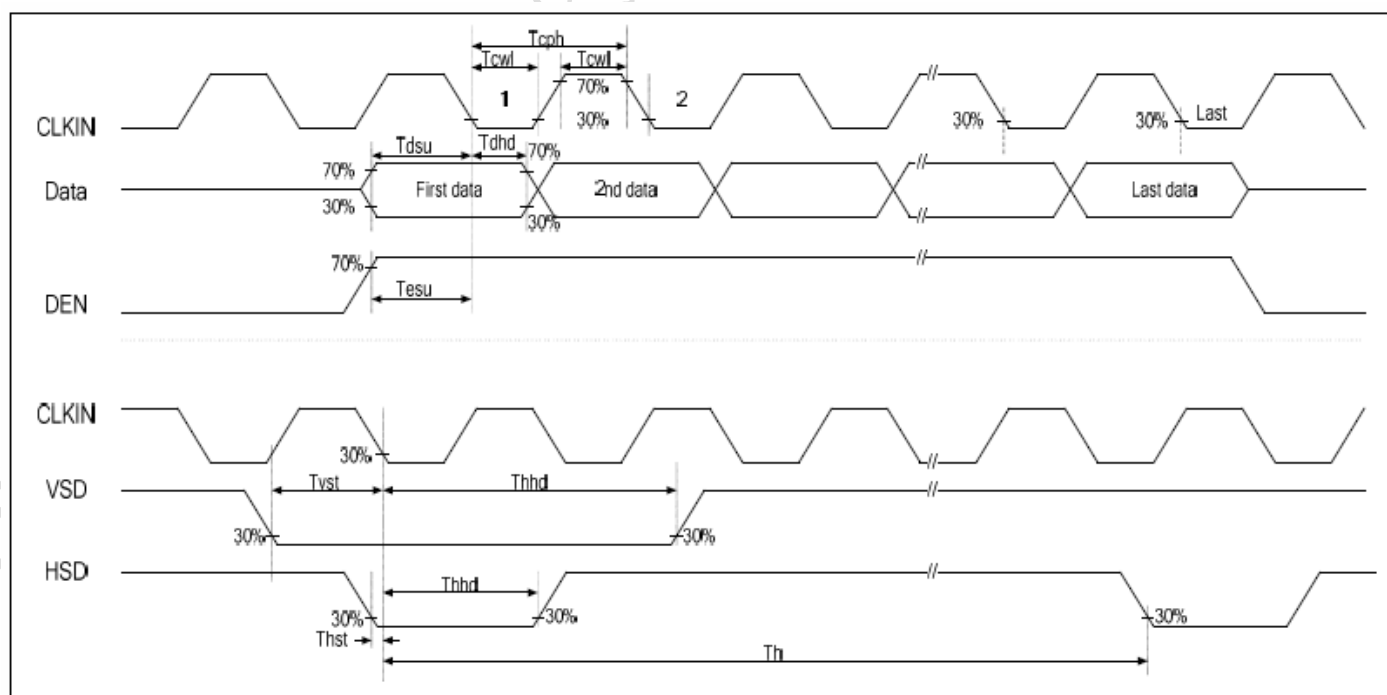 Tcph
Tcwl Tcwll
70%
CLKIN 1 30% 2 30% 30% Last
Tdsu Tdhd
70% 70%
Data First data 2nd data Last data
30% 30%
70%
DEN Tesu
CLKIN
30%
VSD Tvst Thhd
30% 30%
HSD Thhd
30% 30% 30%
Thst
Th